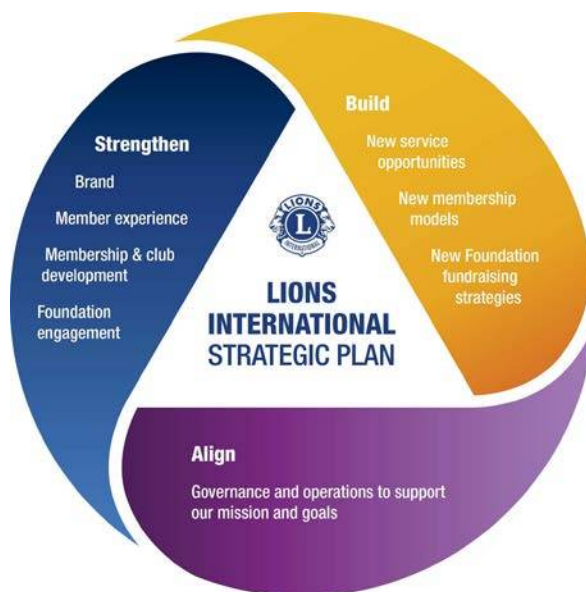 Strengthen
Brand
Member experience
Membership & club
development
Foundation
engagement
Build
New service
opportunities
New membership
models
New Foundation
fundraising
strategies
LIONS
L
INTERNATIONAL
LIONS
INTERNATIONAL
STRATEGIC PLAN
Align
Governance and operations to support
our mission and goals